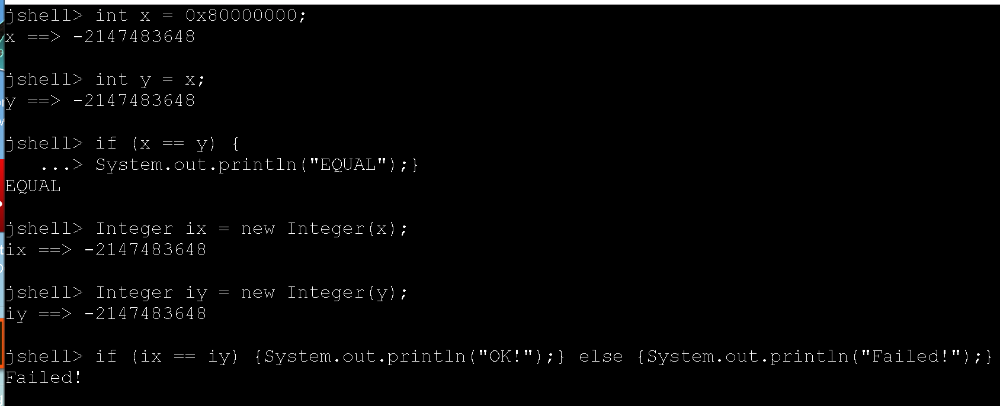 jshell> int x = 0x80000000;
x ==> -2147483648
jshell> int y = x;
y ==> -2147483648
jshell> if (x == y) {
...> System.out.println("EQUAL");}
EQUAL
jshell> Integer ix = new Integer(x);
ix ==> -2147483648
jshell> Integer iy = new Integer(y);
iy ==> -2147483648
jshell> if (ix == iy) {System.out.println("OK!");} else {System.out.println("Failed!");}
Failed!